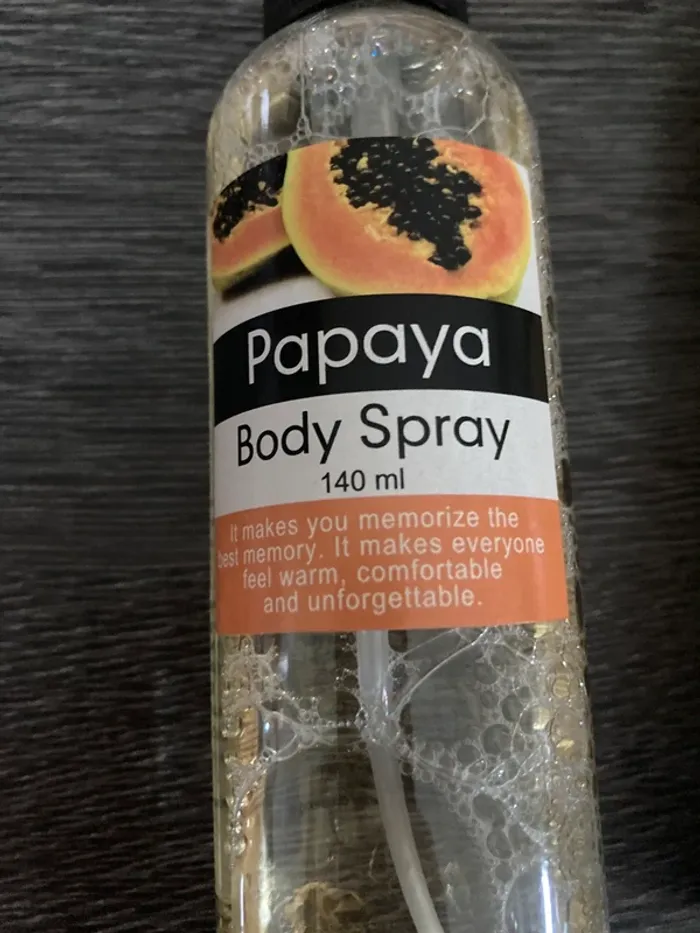 Papaya
Body Spray
140 ml
It makes you memorize the
best memory. It makes everyone
feel warm, comfortable
and unforgettable.